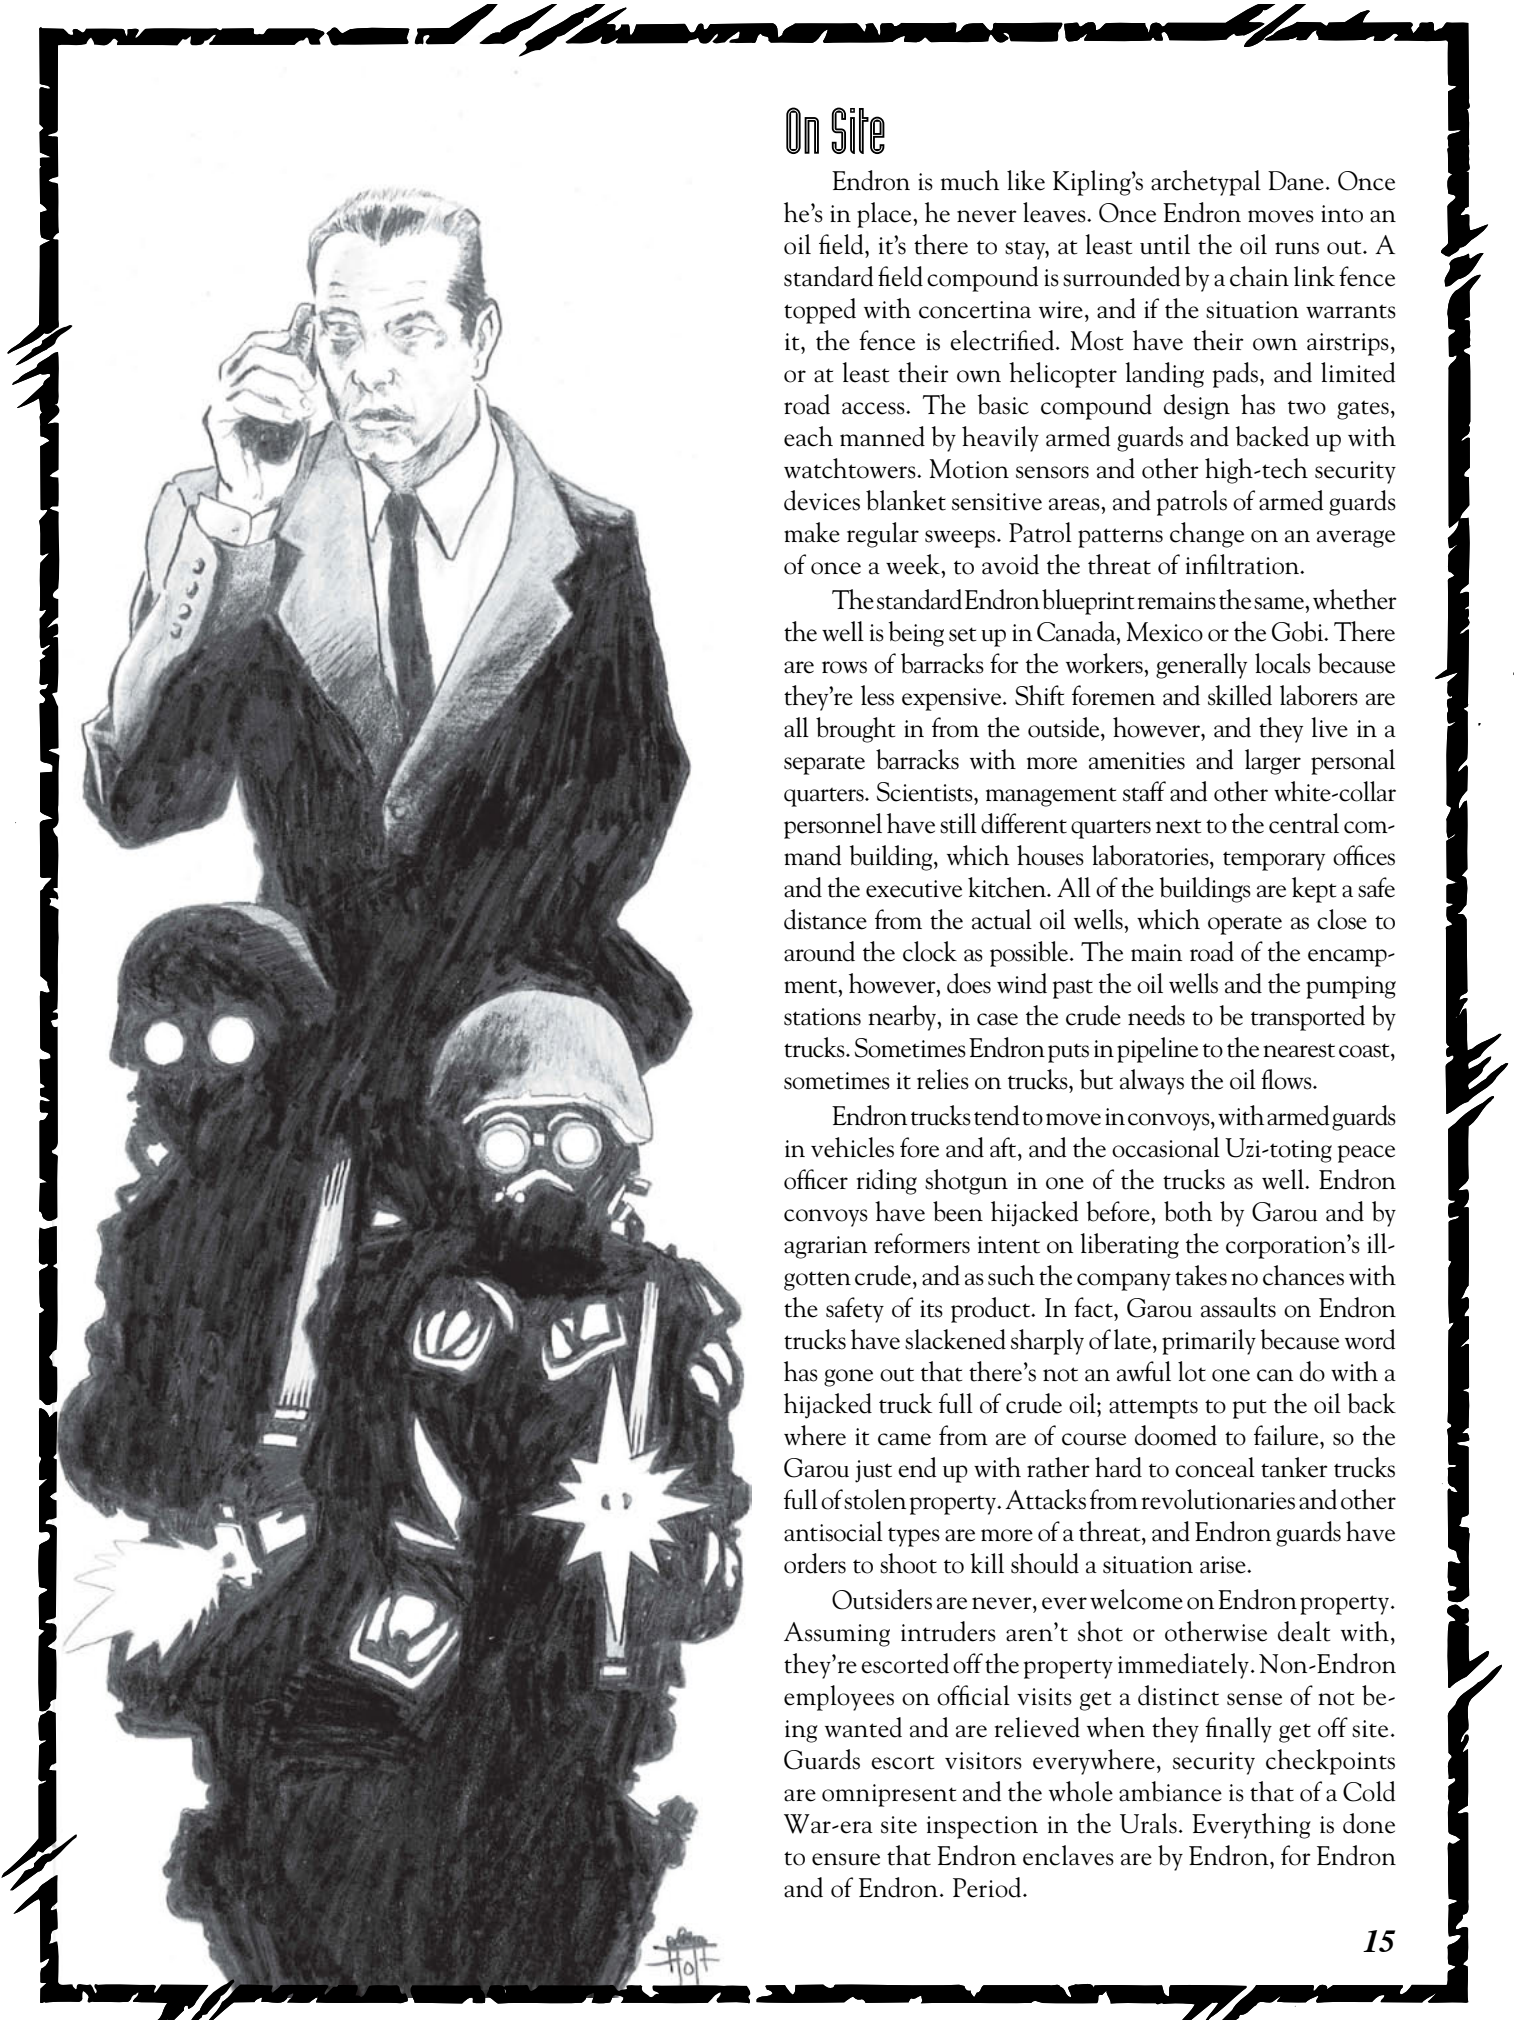 On Site
Endron is much like Kipling's archetypal Dane. Once
he's in place, he never leaves. Once Endron moves into an
oil field, it's there to stay, at least until the oil runs out. A
standard field compound is surrounded by a chain link fence
topped with concertina wire, and if the situation warrants
it, the fence is electrified. Most have their own airstrips,
or at least their own helicopter landing pads, and limited
road access. The basic compound design has two gates,
each manned by heavily armed guards and backed up with
watchtowers. Motion sensors and other high-tech security
devices blanket sensitive areas, and patrols of armed guards
make regular sweeps. Patrol patterns change on an average
of once a week, to avoid the threat of infiltration.
The standard Endron blueprint remains the same, whether
the well is being set up in Canada, Mexico or the Gobi. There
are rows of barracks for the workers, generally locals because
they're less expensive. Shift foremen and skilled laborers are
all brought in from the outside, however, and they live in a
separate barracks with more amenities and larger personal
quarters. Scientists, management staff and other white-collar
personnel have still different quarters next to the central com-
mand building, which houses laboratories, temporary offices
and the executive kitchen. All of the buildings are kept a safe
distance from the actual oil wells, which operate as close to
around the clock as possible. The main road of the encamp-
ment, however, does wind past the oil wells and the pumping
stations nearby, in case the crude needs to be transported by
trucks. Sometimes Endron puts in pipeline to the nearest coast,
sometimes it relies on trucks, but always the oil flows.
Endron trucks tend to move in convoys, with armed guards
in vehicles fore and aft, and the occasional Uzi-toting peace
officer riding shotgun in one of the trucks as well. Endron
convoys have been hijacked before, both by Garou and by
agrarian reformers intent on liberating the corporation's ill-
gotten crude, and as such the company takes no chances with
the safety of its product. In fact, Garou assaults on Endron
trucks have slackened sharply of late, primarily because word
has gone out that there's not an awful lot one can do with a
hijacked truck full of crude oil; attempts to put the oil back
where it came from are of course doomed to failure, so the
Garou just end up with rather hard to conceal tanker trucks
full of stolen property. Attacks from revolutionaries and other
antisocial types are more of a threat, and Endron guards have
orders to shoot to kill should a situation arise.
Outsiders are never, ever welcome on Endron property.
Assuming intruders aren't shot or otherwise dealt with,
they're escorted off the property immediately. Non-Endron
employees on official visits get a distinct sense of not be-
ing wanted and are relieved when they finally get off site.
Guards escort visitors everywhere, security checkpoints
are omnipresent and the whole ambiance is that of a Cold
War-era site inspection in the Urals. Everything is done
to ensure that Endron enclaves are by Endron, for Endron
and of Endron. Period.
15